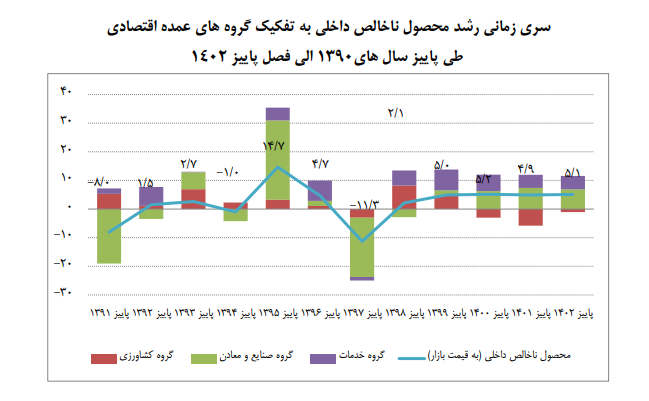 سری زمانی رشد محصول ناخالص داخلی به تفکیک گروه های عمده اقتصادی
طی پاییز سال های۱۳۹۰ الی فصل پاییز ۱۴۰۲
۴۰
۳۰
۲۰
۱۰
۰
−۱۰
−۲۰
−۳۰
−۸/۰
۱/۵
۲/۷
−۱/۰
۱۴/۷
۴/۷
−۱۱/۳
۲/۱
۵/۰
۵/۲
۴/۹
۵/۱
پاییز ۱۳۹۱
پاییز ۱۳۹۲
پاییز ۱۳۹۳
پاییز ۱۳۹۴
پاییز ۱۳۹۵
پاییز ۱۳۹۶
پاییز ۱۳۹۷
پاییز ۱۳۹۸
پاییز ۱۳۹۹
پاییز ۱۴۰۰
پاییز ۱۴۰۱
پاییز ۱۴۰۲
محصول ناخالص داخلی (به قیمت بازار)
گروه خدمات
گروه صنایع و معادن
گروه کشاورزی